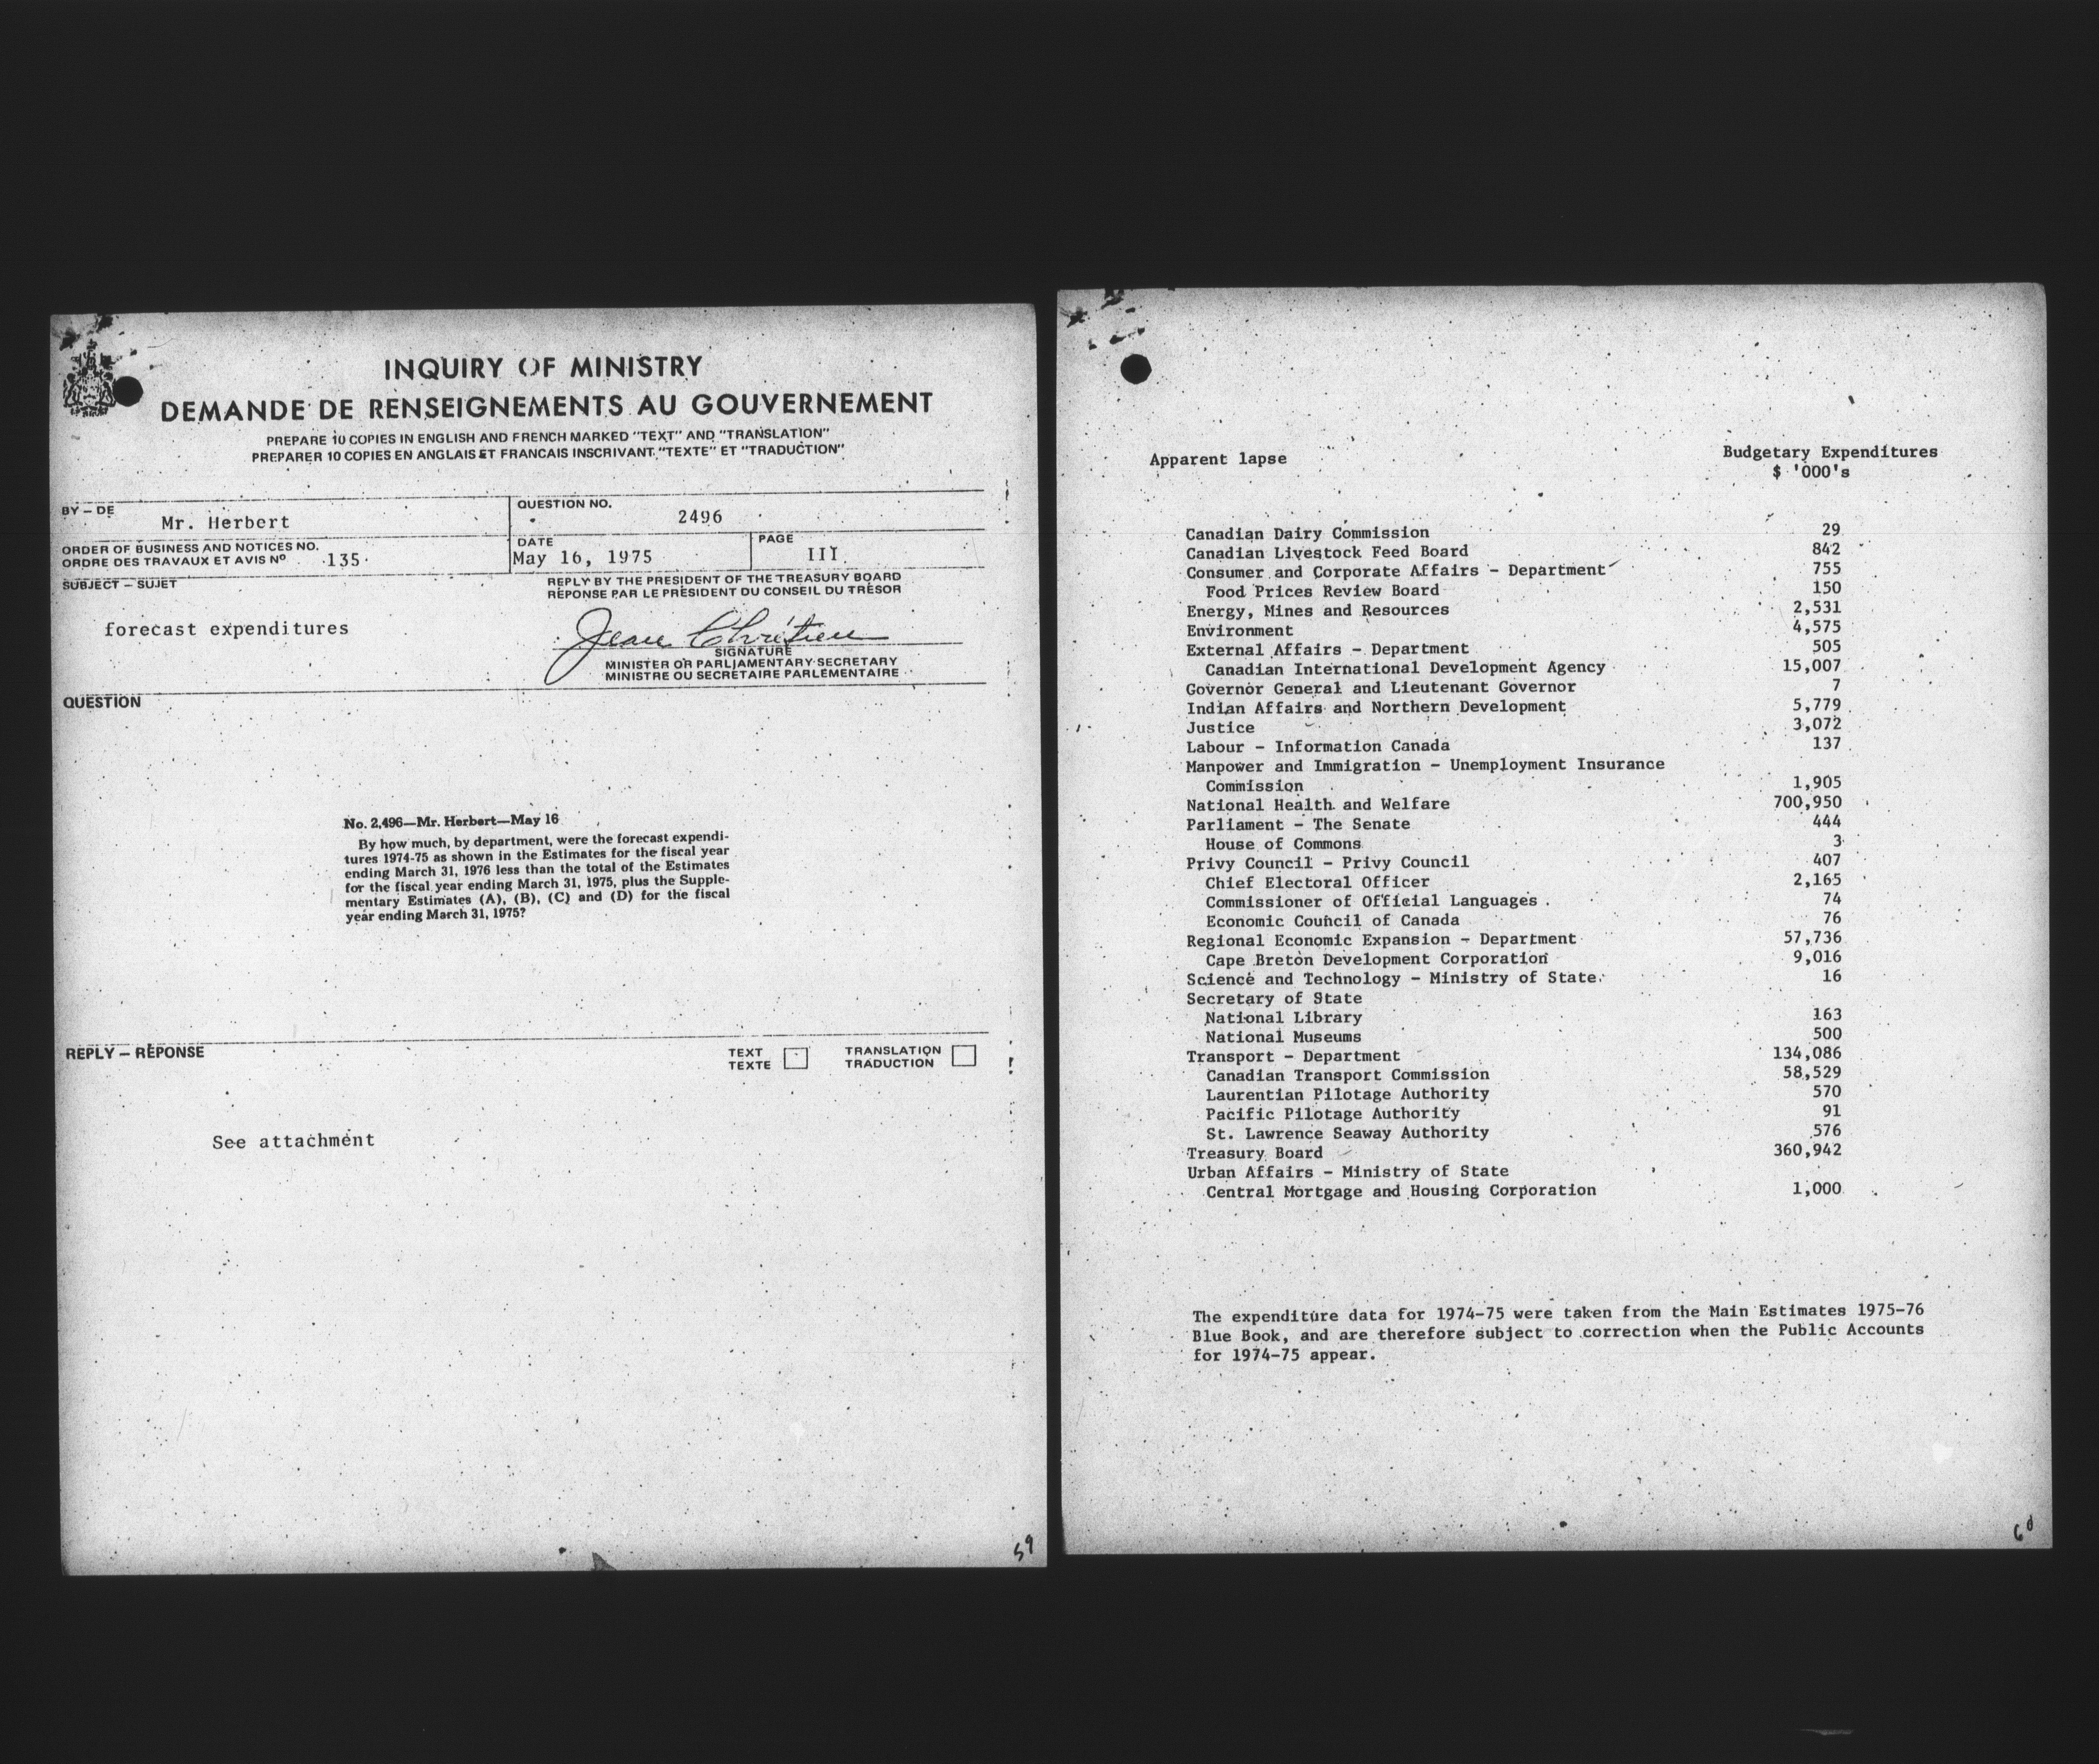 INQUIRY OF MINISTRY
DEMANDE DE RENSEIGNEMENTS AU GOUVERNEMENT
PREPARE 10 COPIES IN ENGLISH AND FRENCH MARKED "TEXT" AND "TRANSLATION"
PREPARER 10 COPIES EN ANGLAIS ET FRANCAIS INSCRIVANT "TEXTE" ET "TRADUCTION"
BY – DE
Mr. Herbert
QUESTION NO.
2496
ORDER OF BUSINESS AND NOTICES NO.
ORDRE DES TRAVAUX ET AVIS Nº 135
DATE
May 16, 1975
PAGE
III
SUBJECT – SUJET
forecast expenditures
REPLY BY THE PRESIDENT OF THE TREASURY BOARD
RÉPONSE PAR LE PRÉSIDENT DU CONSEIL DU TRÉSOR
Jean Chrétien
SIGNATURE
MINISTER OR PARLIAMENTARY SECRETARY
MINISTRE OU SECRÉTAIRE PARLEMENTAIRE
QUESTION
No. 2,496—Mr. Herbert—May 16
By how much, by department, were the forecast expendi-
tures 1974-75 as shown in the Estimates for the fiscal year
ending March 31, 1976 less than the total of the Estimates
for the fiscal year ending March 31, 1975, plus the Supple-
mentary Estimates (A), (B), (C) and (D) for the fiscal
year ending March 31, 1975?
REPLY – RÉPONSE
TEXT
TEXTE
TRANSLATION
TRADUCTION
See attachment
59
Apparent lapse
Budgetary Expenditures
$ '000's
Canadian Dairy Commission 29
Canadian Livestock Feed Board 842
Consumer and Corporate Affairs - Department 755
Food Prices Review Board 150
Energy, Mines and Resources 2,531
Environment 4,575
External Affairs - Department 505
Canadian International Development Agency 15,007
Governor General and Lieutenant Governor 7
Indian Affairs and Northern Development 5,779
Justice 3,072
Labour - Information Canada 137
Manpower and Immigration - Unemployment Insurance
Commission 1,905
National Health and Welfare 700,950
Parliament - The Senate 444
House of Commons 3
Privy Council - Privy Council 407
Chief Electoral Officer 2,165
Commissioner of Official Languages 74
Economic Council of Canada 76
Regional Economic Expansion - Department 57,736
Cape Breton Development Corporation 9,016
Science and Technology - Ministry of State 16
Secretary of State
National Library 163
National Museums 500
Transport - Department 134,086
Canadian Transport Commission 58,529
Laurentian Pilotage Authority 570
Pacific Pilotage Authority 91
St. Lawrence Seaway Authority 576
Treasury Board 360,942
Urban Affairs - Ministry of State
Central Mortgage and Housing Corporation 1,000
The expenditure data for 1974-75 were taken from the Main Estimates 1975-76
Blue Book, and are therefore subject to correction when the Public Accounts
for 1974-75 appear.
60